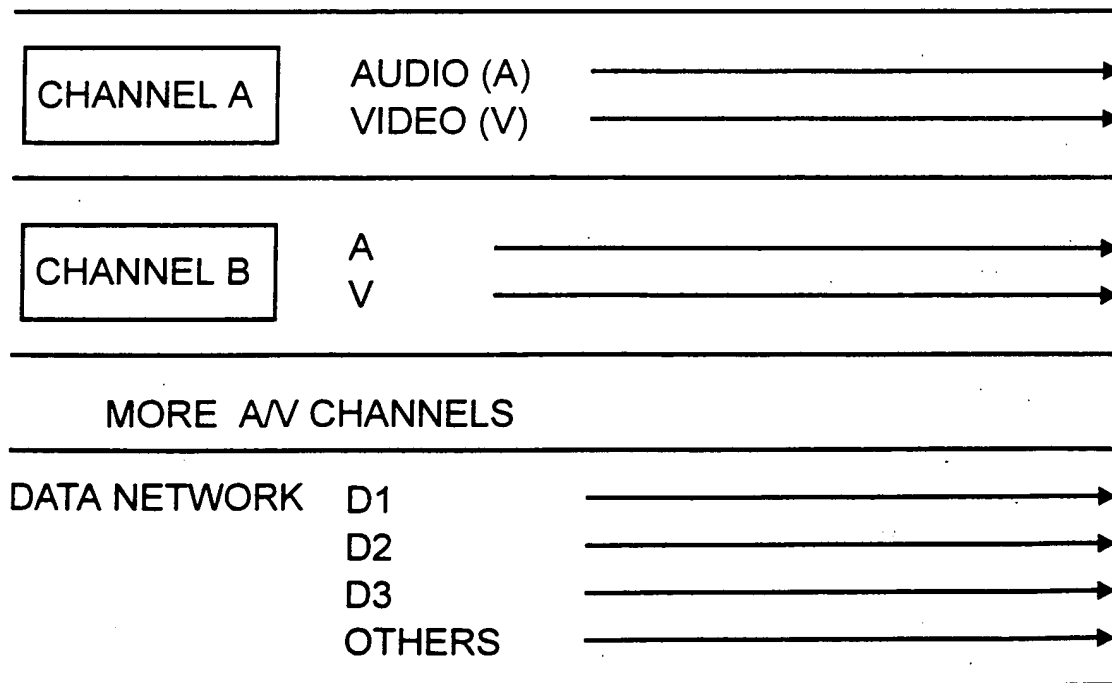 CHANNEL A
AUDIO (A)
VIDEO (V)
CHANNEL B
A
V
MORE A/V CHANNELS
DATA NETWORK D1
D2
D3
OTHERS